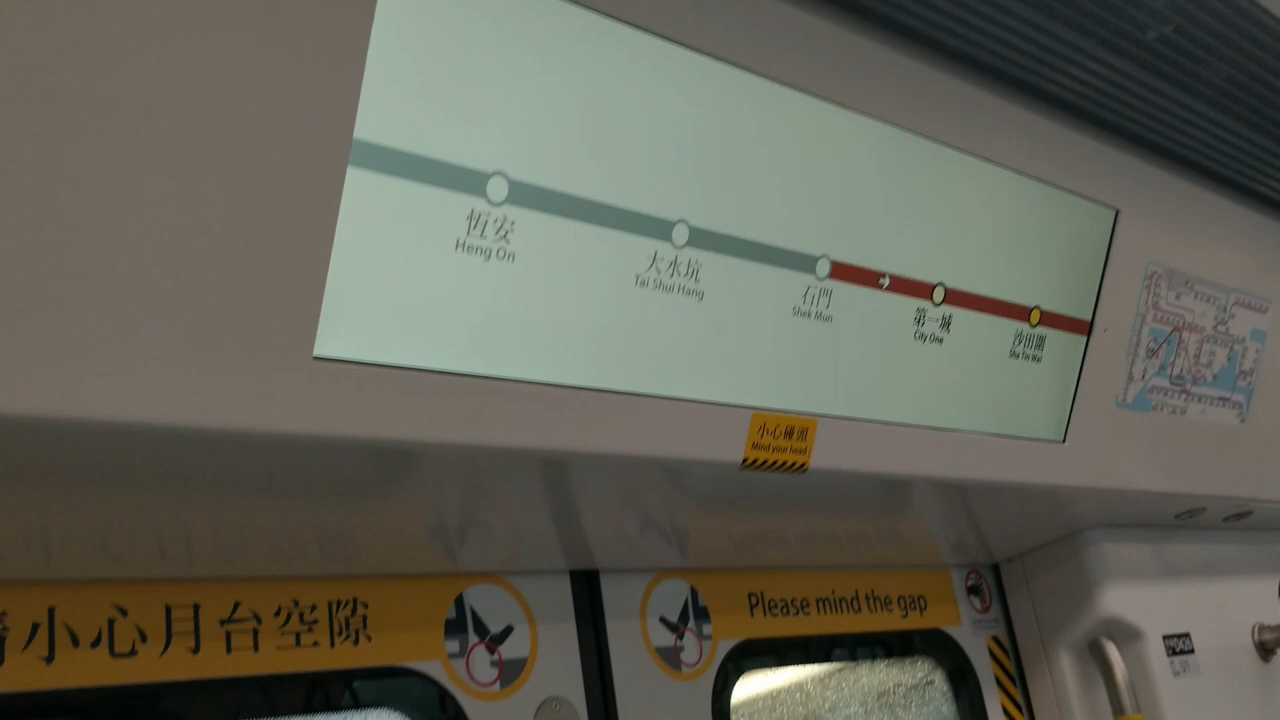 恆安
Heng On
大水坑
Tai Shui Hang
石門
Shek Mun
第一城
City One
沙田圍
Sha Tin Wai
小心碰頭
Mind your head
小心月台空隙
Please mind the gap